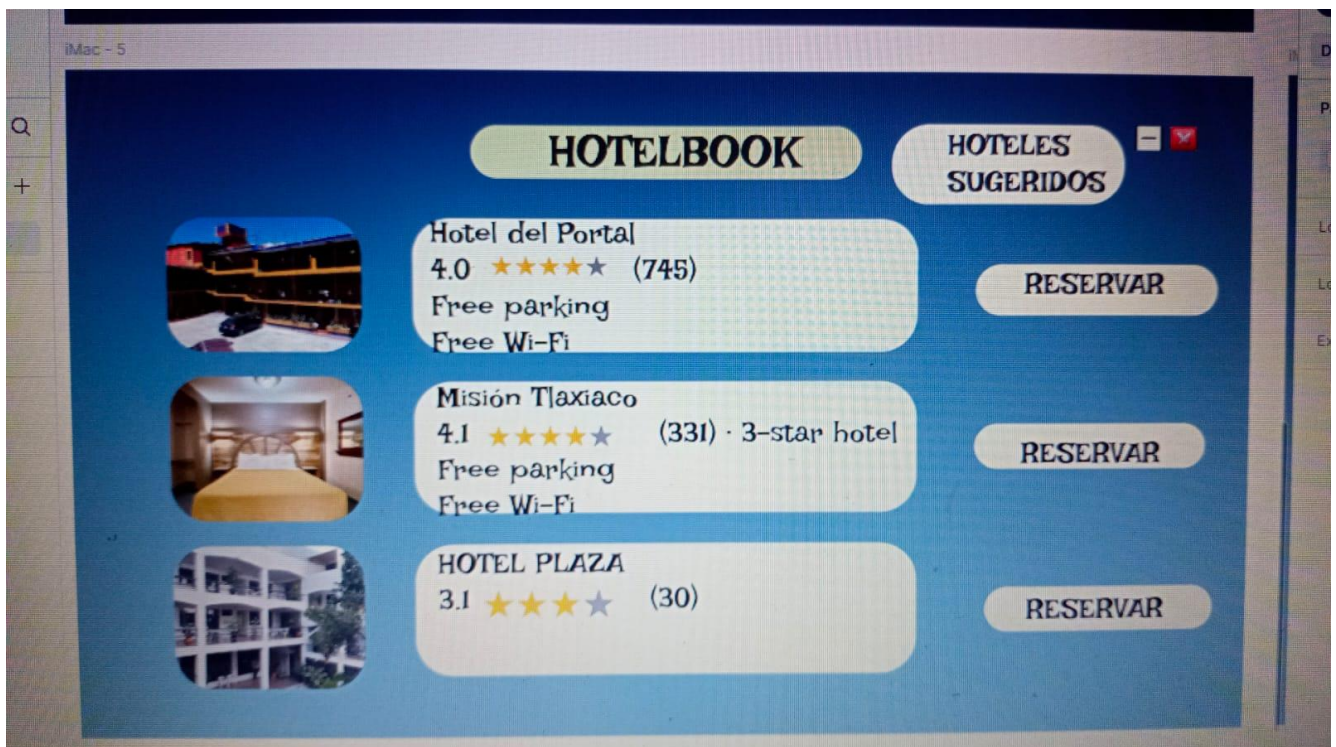 iMac - 5
HOTELBOOK
HOTELES
SUGERIDOS
Hotel del Portal
4.0 (745)
Free parking
Free Wi-Fi
RESERVAR
Misión Tlaxiaco
4.1 (331) · 3-star hotel
Free parking
Free Wi-Fi
RESERVAR
HOTEL PLAZA
3.1 (30)
RESERVAR